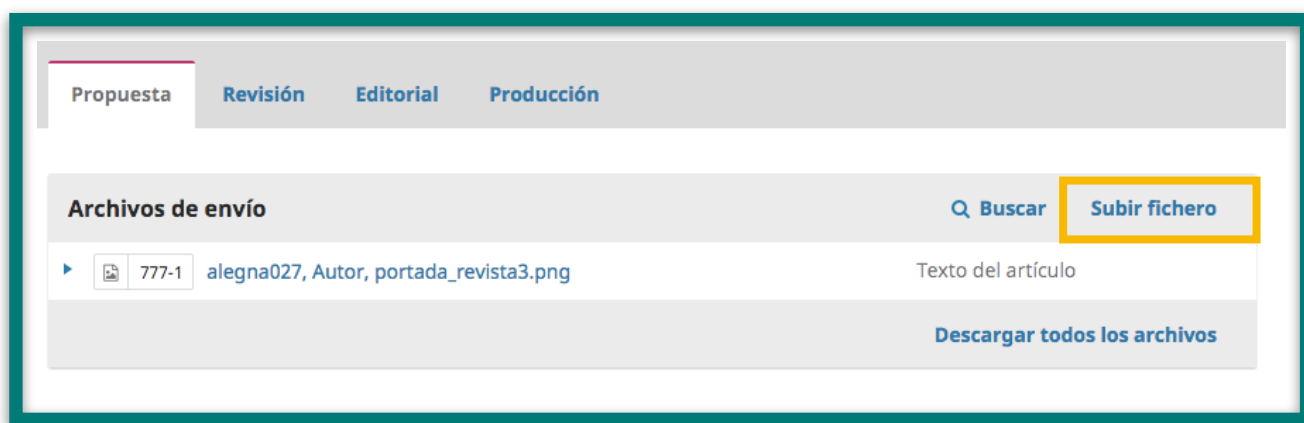 Propuesta Revisión Editorial Producción
Archivos de envío Buscar Subir fichero
777-1 alegna027, Autor, portada_revista3.png Texto del artículo
Descargar todos los archivos